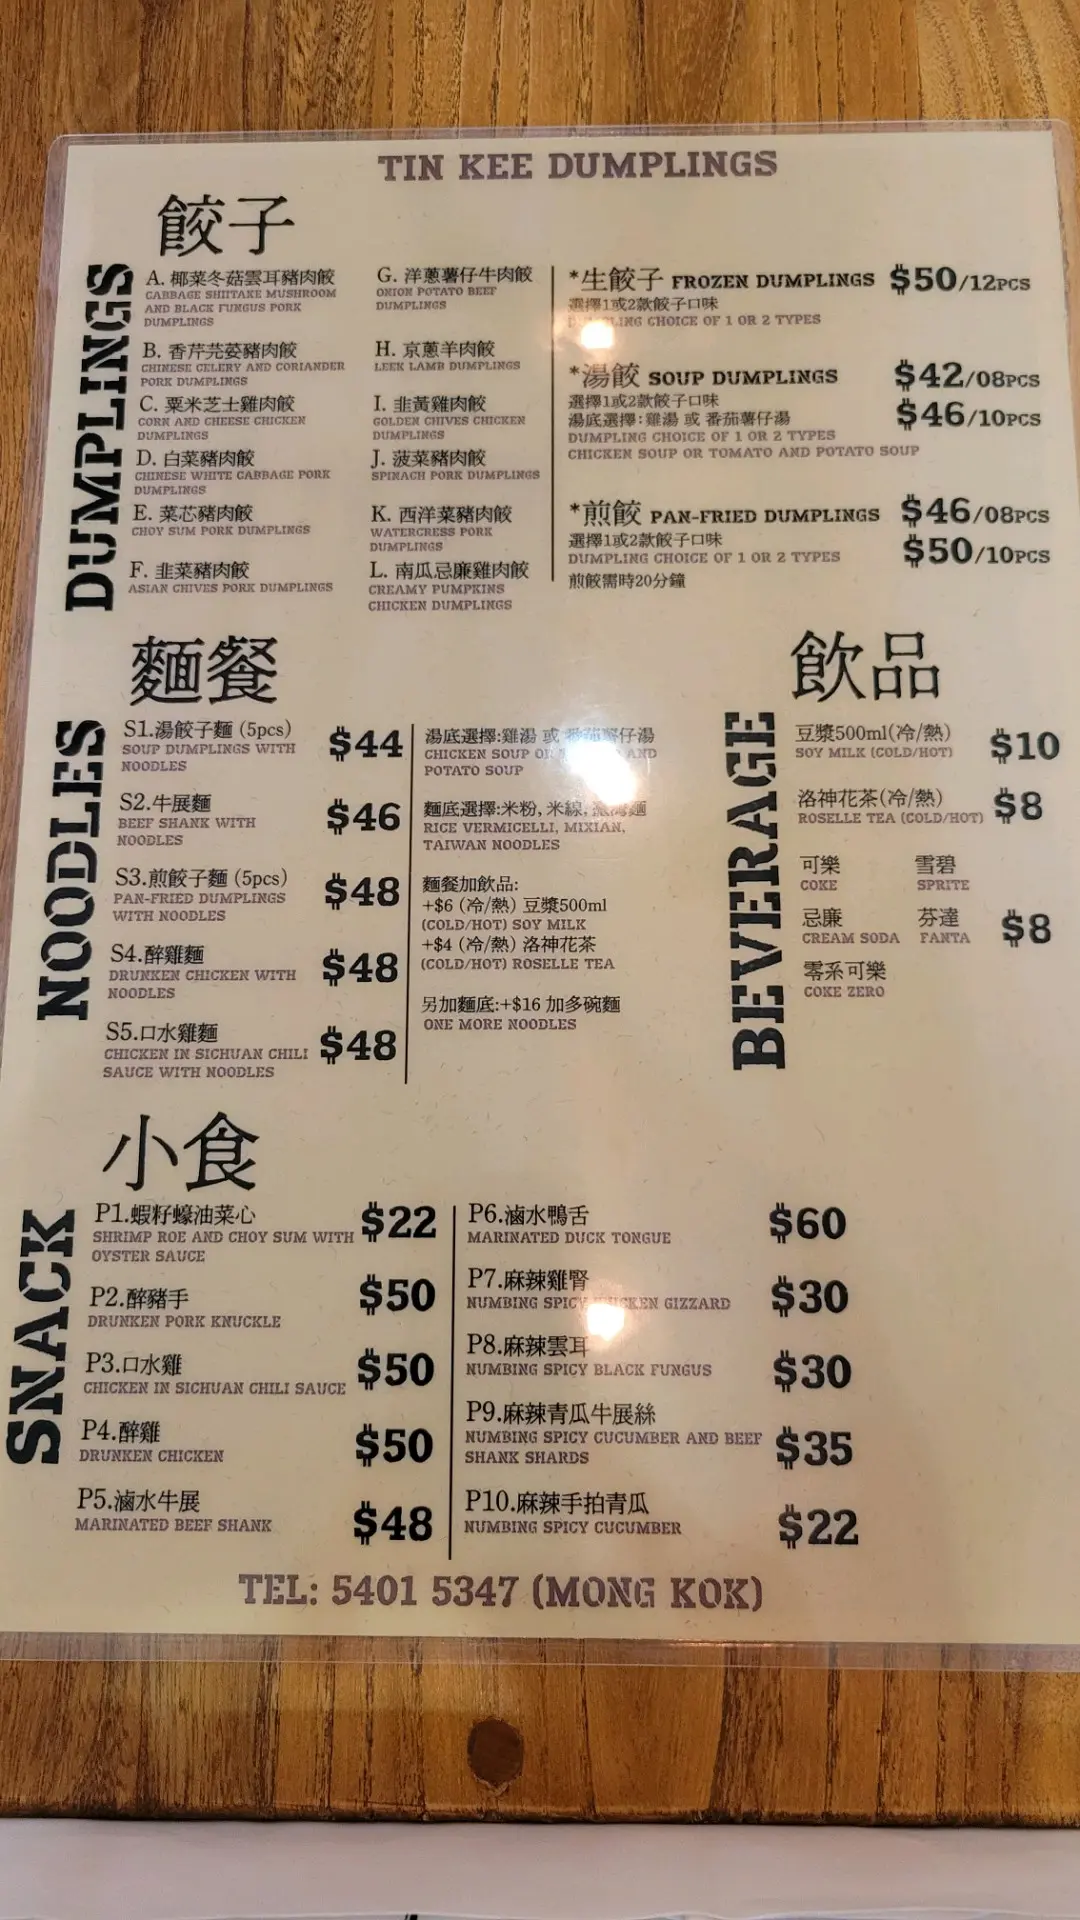 TIN KEE DUMPLINGS
餃子
DUMPLINGS
A. 椰菜冬菇雲耳豬肉餃
CABBAGE SHIITAKE MUSHROOM
AND BLACK FUNGUS PORK
DUMPLINGS
B. 香芹芫荽豬肉餃
CHINESE CELERY AND CORIANDER
PORK DUMPLINGS
C. 粟米芝士雞肉餃
CORN AND CHEESE CHICKEN
DUMPLINGS
D. 白菜豬肉餃
CHINESE WHITE CABBAGE PORK
DUMPLINGS
E. 菜芯豬肉餃
CHOY SUM PORK DUMPLINGS
F. 韭菜豬肉餃
ASIAN CHIVES PORK DUMPLINGS
G. 洋蔥薯仔牛肉餃
ONION POTATO BEEF
DUMPLINGS
H. 京蔥羊肉餃
LEEK LAMB DUMPLINGS
I. 韭黃雞肉餃
GOLDEN CHIVES CHICKEN
DUMPLINGS
J. 菠菜豬肉餃
SPINACH PORK DUMPLINGS
K. 西洋菜豬肉餃
WATERCRESS PORK
DUMPLINGS
L. 南瓜忌廉雞肉餃
CREAMY PUMPKINS
CHICKEN DUMPLINGS
*生餃子 FROZEN DUMPLINGS $50/12PCS
選擇1或2款餃子口味
CHOICE OF 1 OR 2 TYPES
*湯餃 SOUP DUMPLINGS $42/08PCS
選擇1或2款餃子口味
湯底選擇:雞湯 或 番茄薯仔湯 $46/10PCS
DUMPLING CHOICE OF 1 OR 2 TYPES
CHICKEN SOUP OR TOMATO AND POTATO SOUP
*煎餃 PAN-FRIED DUMPLINGS $46/08PCS
選擇1或2款餃子口味
DUMPLING CHOICE OF 1 OR 2 TYPES $50/10PCS
煎餃需時20分鐘
麵餐
NOODLES
S1.湯餃子麵 (5pcs) $44
SOUP DUMPLINGS WITH
NOODLES
S2.牛展麵 $46
BEEF SHANK WITH
NOODLES
S3.煎餃子麵 (5pcs) $48
PAN-FRIED DUMPLINGS
WITH NOODLES
S4.醉雞麵 $48
DRUNKEN CHICKEN WITH
NOODLES
S5.口水雞麵 $48
CHICKEN IN SICHUAN CHILI
SAUCE WITH NOODLES
湯底選擇:雞湯 或 番茄薯仔湯
CHICKEN SOUP OR AND
POTATO SOUP
麵底選擇:米粉, 米線, 麵
RICE VERMICELLI, MIXIAN,
TAIWAN NOODLES
麵餐加飲品:
+$6 (冷/熱) 豆漿500ml
(COLD/HOT) SOY MILK
+$4 (冷/熱) 洛神花茶
(COLD/HOT) ROSELLE TEA
另加麵底:+$16 加多碗麵
ONE MORE NOODLES
飲品
BEVERAGE
豆漿500ml(冷/熱) $10
SOY MILK (COLD/HOT)
洛神花茶(冷/熱) $8
ROSELLE TEA (COLD/HOT)
可樂 雪碧
COKE SPRITE
忌廉 芬達 $8
CREAM SODA FANTA
零系可樂
COKE ZERO
小食
SNACK
P1.蝦籽蠔油菜心 $22
SHRIMP ROE AND CHOY SUM WITH
OYSTER SAUCE
P2.醉豬手 $50
DRUNKEN PORK KNUCKLE
P3.口水雞 $50
CHICKEN IN SICHUAN CHILI SAUCE
P4.醉雞 $50
DRUNKEN CHICKEN
P5.滷水牛展 $48
MARINATED BEEF SHANK
P6.滷水鴨舌 $60
MARINATED DUCK TONGUE
P7.麻辣雞腎 $30
NUMBING SPICY CHICKEN GIZZARD
P8.麻辣雲耳 $30
NUMBING SPICY BLACK FUNGUS
P9.麻辣青瓜牛展絲 $35
NUMBING SPICY CUCUMBER AND BEEF
SHANK SHARDS
P10.麻辣手拍青瓜 $22
NUMBING SPICY CUCUMBER
TEL: 5401 5347 (MONG KOK)